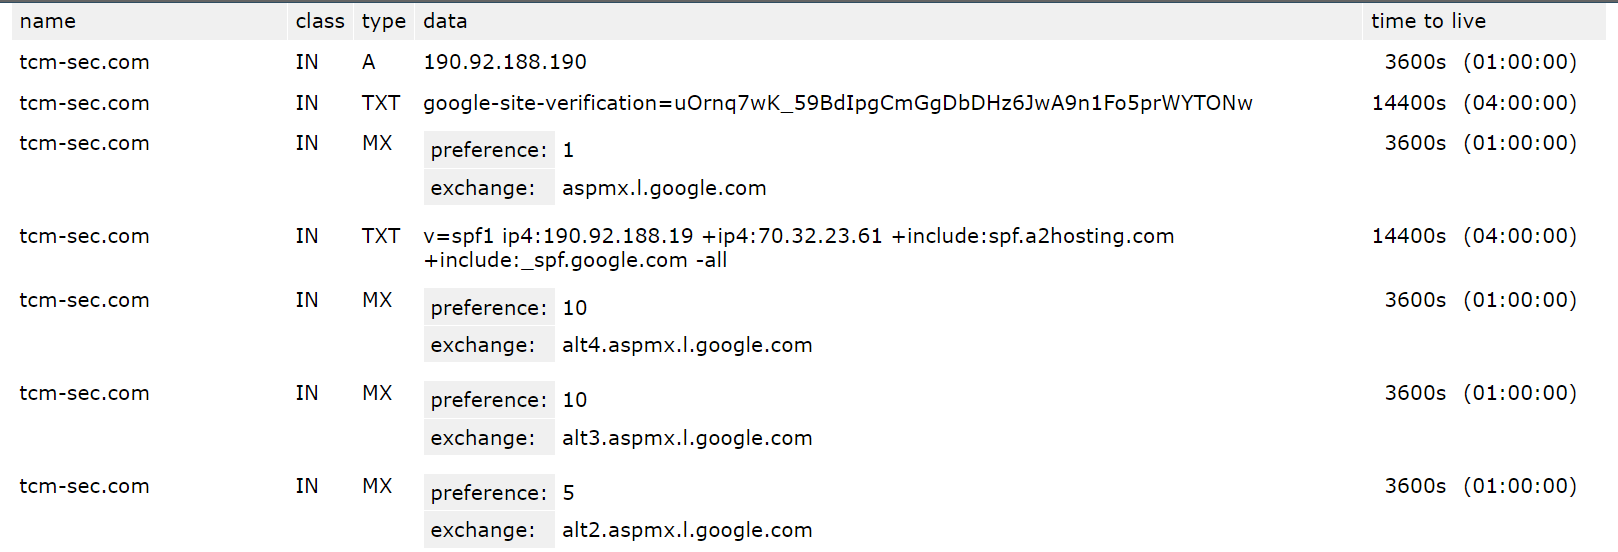 name class type data time to live
tcm-sec.com IN A 190.92.188.190 3600s (01:00:00)
tcm-sec.com IN TXT google-site-verification=uOrnq7wK_59BdIpgCmGgDbDHz6JwA9n1Fo5prWYTONw 14400s (04:00:00)
tcm-sec.com IN MX preference: 1 3600s (01:00:00)
exchange: aspmx.l.google.com
tcm-sec.com IN TXT v=spf1 ip4:190.92.188.19 +ip4:70.32.23.61 +include:spf.a2hosting.com 14400s (04:00:00)
+include:_spf.google.com -all
tcm-sec.com IN MX preference: 10 3600s (01:00:00)
exchange: alt4.aspmx.l.google.com
tcm-sec.com IN MX preference: 10 3600s (01:00:00)
exchange: alt3.aspmx.l.google.com
tcm-sec.com IN MX preference: 5 3600s (01:00:00)
exchange: alt2.aspmx.l.google.com